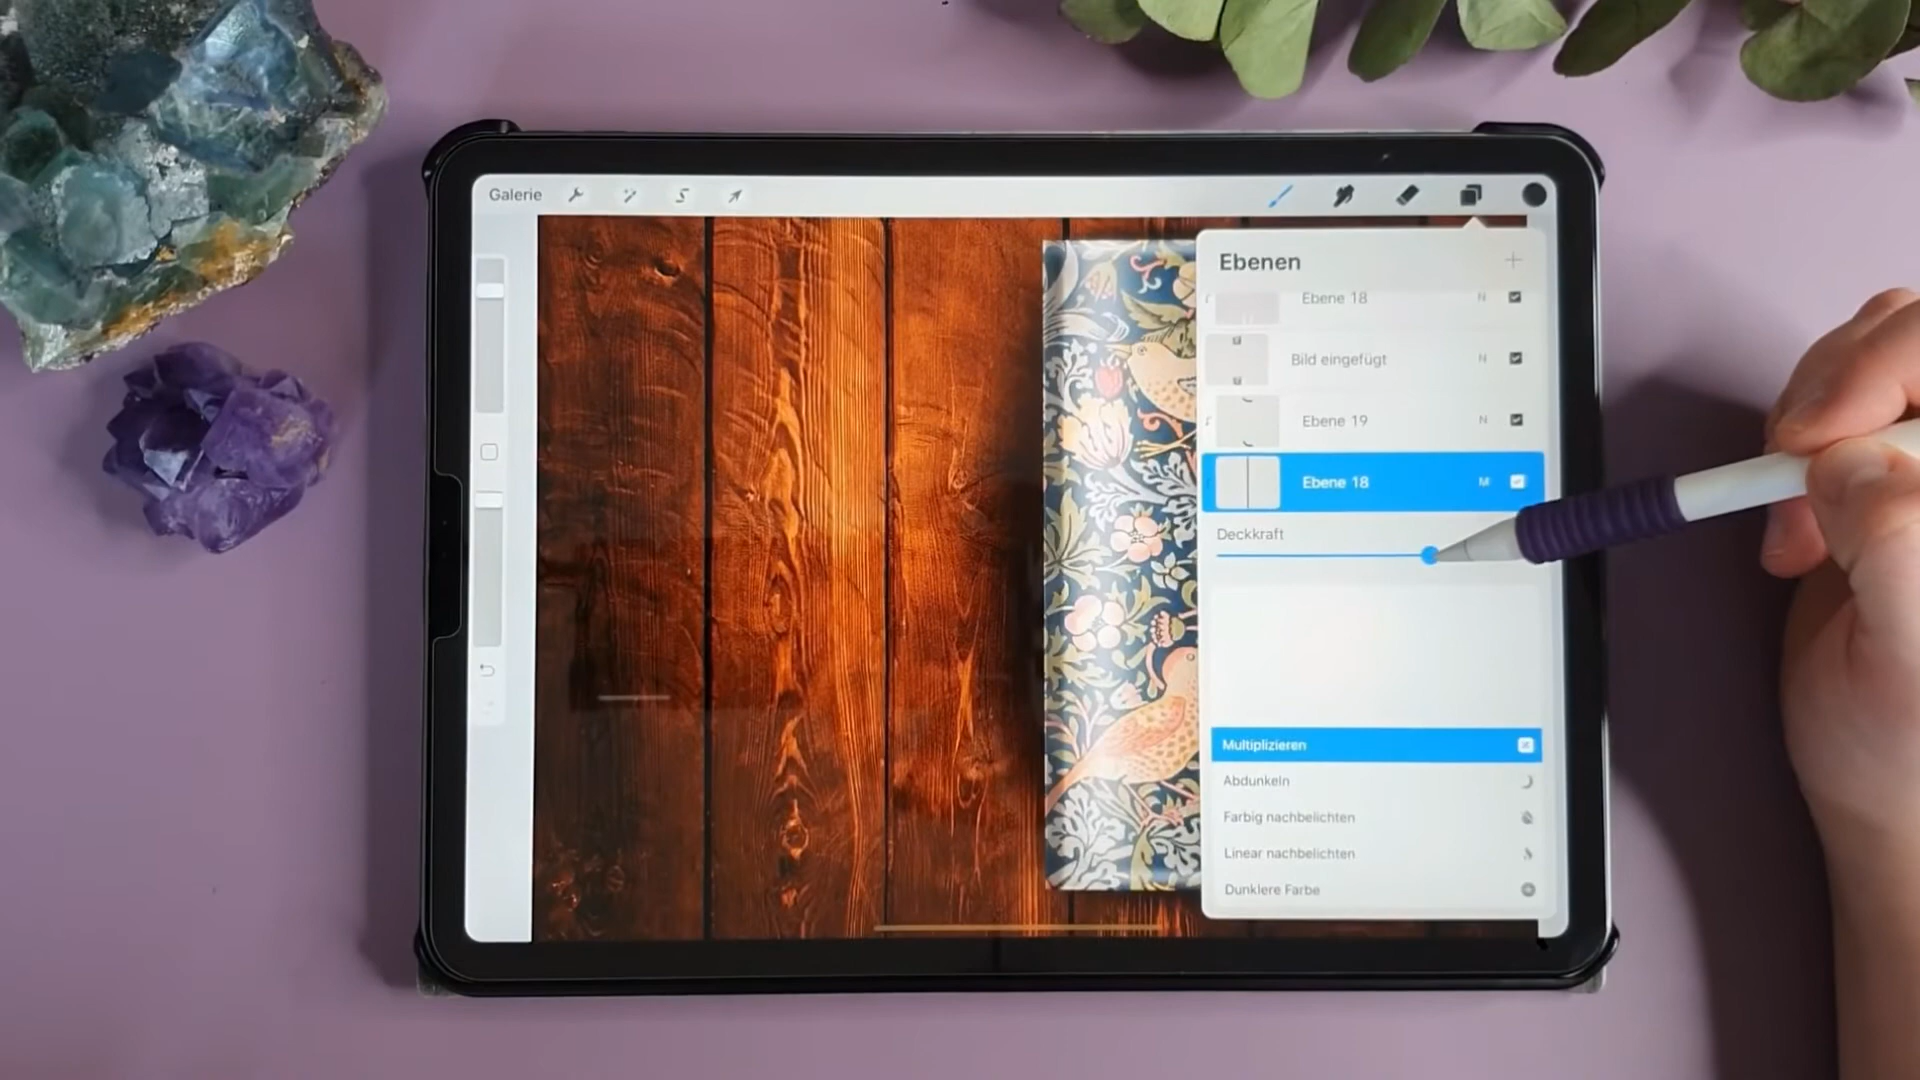 Galerie
Ebenen
Ebene 18 N
Bild eingefügt N
Ebene 19 N
Ebene 18 M
Deckkraft
Multiplizieren
Abdunkeln
Farbig nachbelichten
Linear nachbelichten
Dunklere Farbe